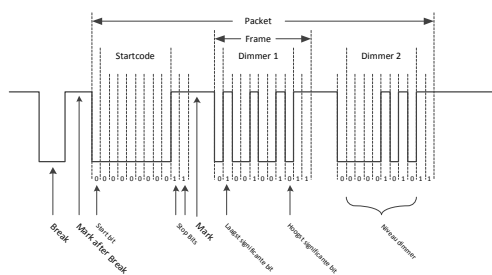 Packet
Frame
Startcode
Dimmer 1
Dimmer 2
0 0 0 0 0 0 0 0 0 1 1
0 1 0 0 1 0 0 1 0 1 1
0 0 0 0 0 1 0 1 0 1 1
Break
Mark after Break
Start bit
Stop Bits
Mark
Laagst significante bit
Hoogst significante bit
Niveau dimmer